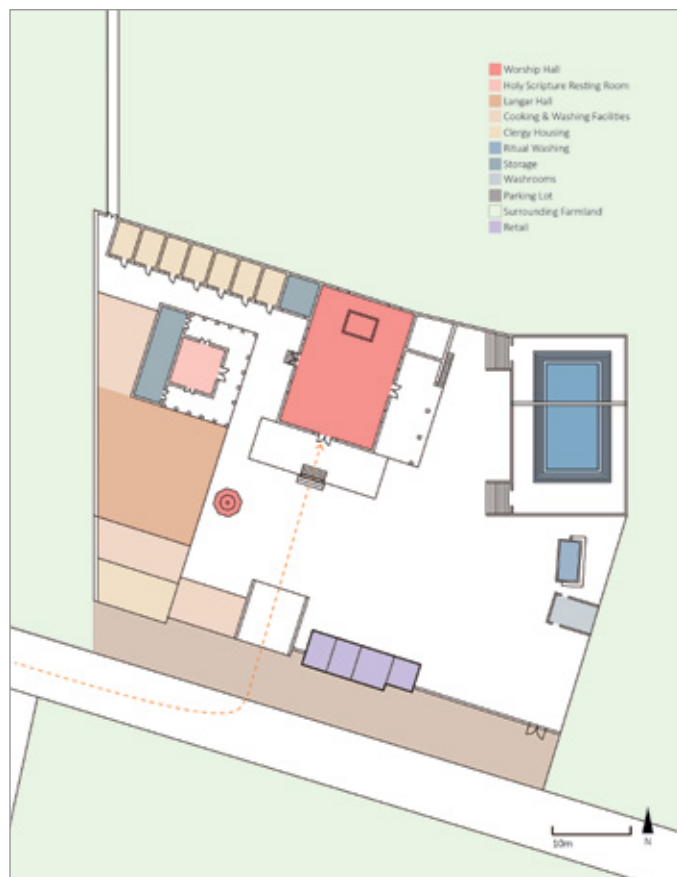 Worship Hall
Holy Scripture Resting Room
Langar Hall
Cooking & Washing Facilities
Clergy Housing
Ritual Washing
Storage
Washrooms
Parking Lot
Surrounding Farmland
Retail
10m
N